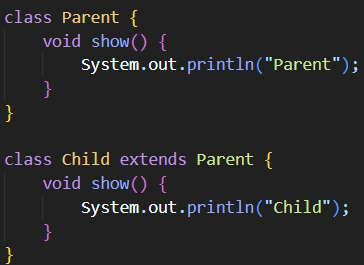 class Parent {
    void show() {
        System.out.println("Parent");
    }
}

class Child extends Parent {
    void show() {
        System.out.println("Child");
    }
}